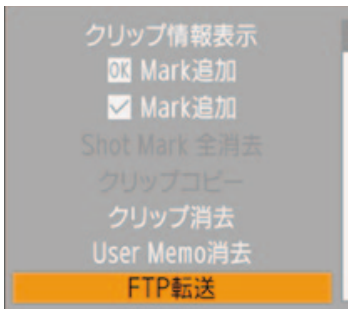 クリップ情報表示
OK Mark追加
✓ Mark追加
Shot Mark 全消去
クリップコピー
クリップ消去
User Memo消去
FTP転送